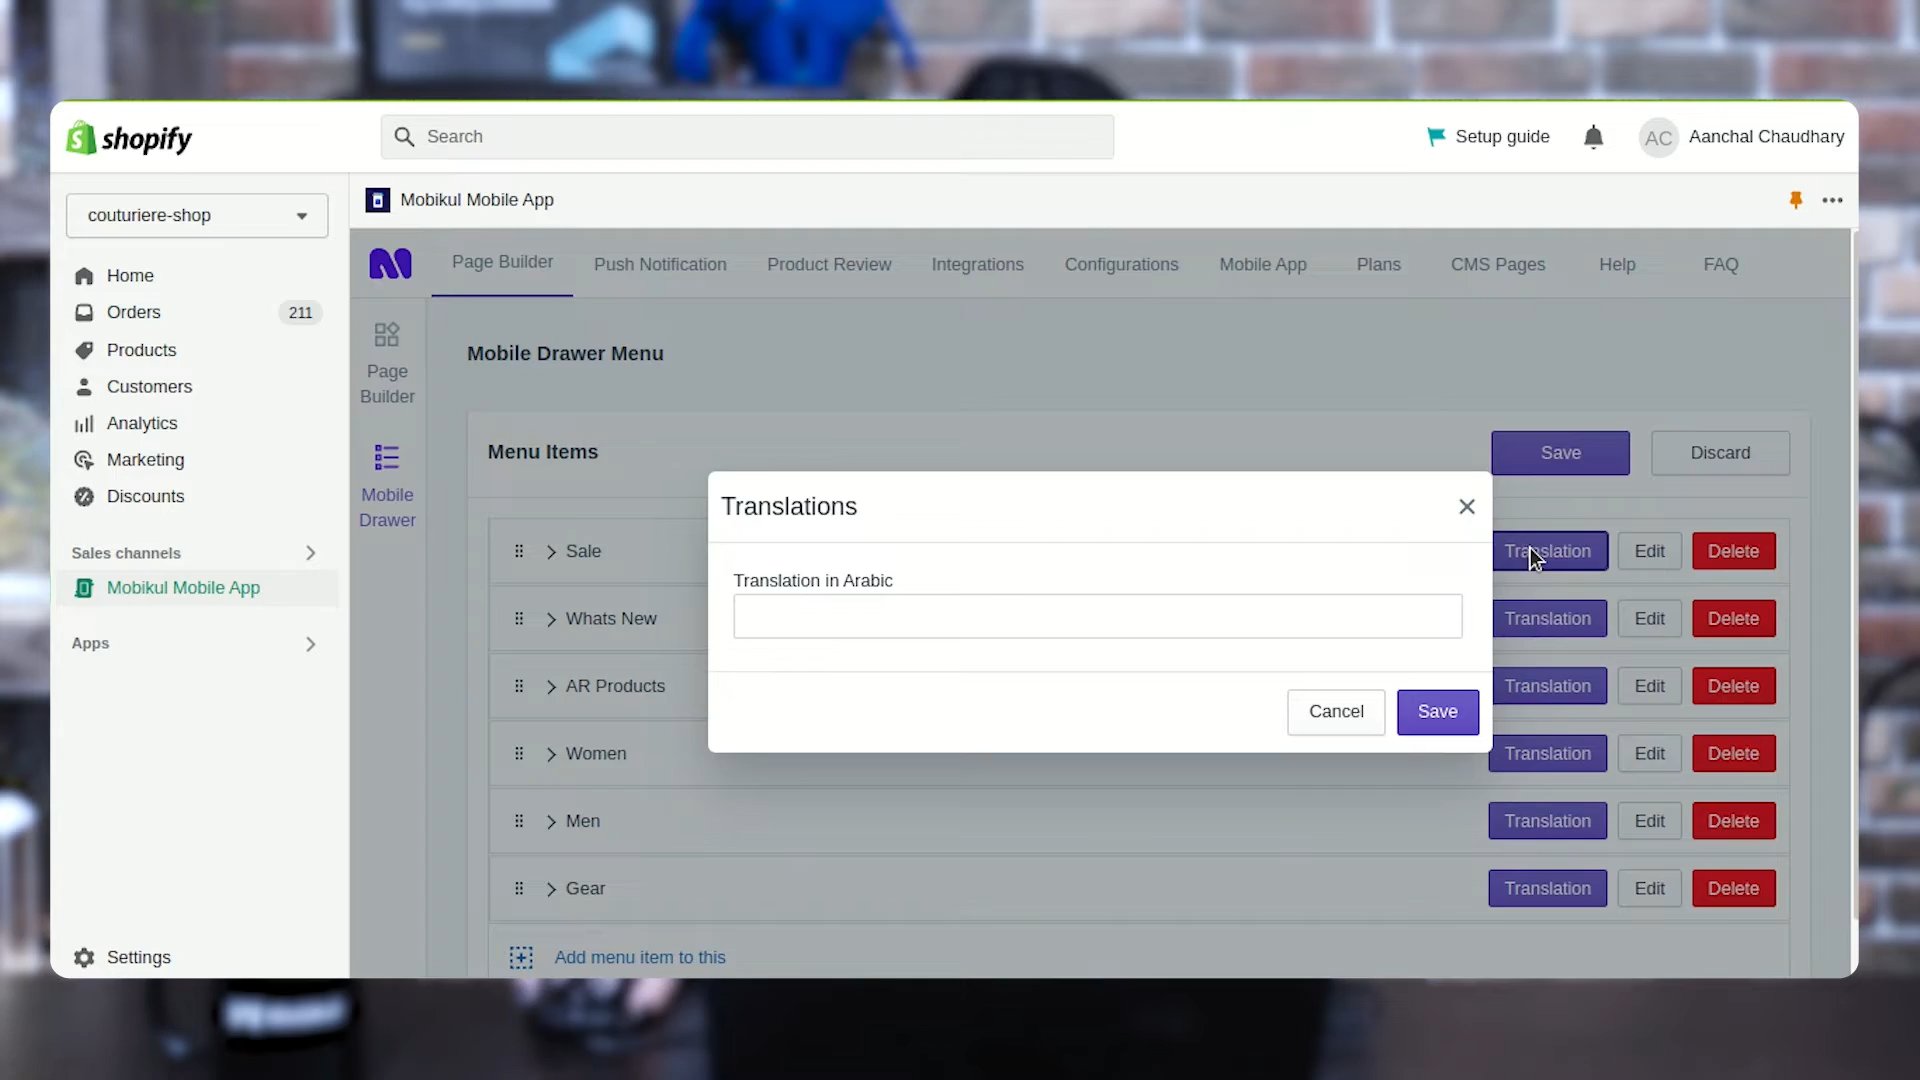 shopify
Search
Setup guide
AC
Aanchal Chaudhary
couturiere-shop
Mobikul Mobile App
Home
Orders
211
Products
Customers
Analytics
Marketing
Discounts
Sales channels
Mobikul Mobile App
Apps
Settings
Page Builder
Push Notification
Product Review
Integrations
Configurations
Mobile App
Plans
CMS Pages
Help
FAQ
Page
Builder
Mobile
Drawer
Mobile Drawer Menu
Menu Items
Save
Discard
Translations
Translation in Arabic
Cancel
Save
Sale
Translation
Edit
Delete
Whats New
Translation
Edit
Delete
AR Products
Translation
Edit
Delete
Women
Translation
Edit
Delete
Men
Translation
Edit
Delete
Gear
Translation
Edit
Delete
Add menu item to this